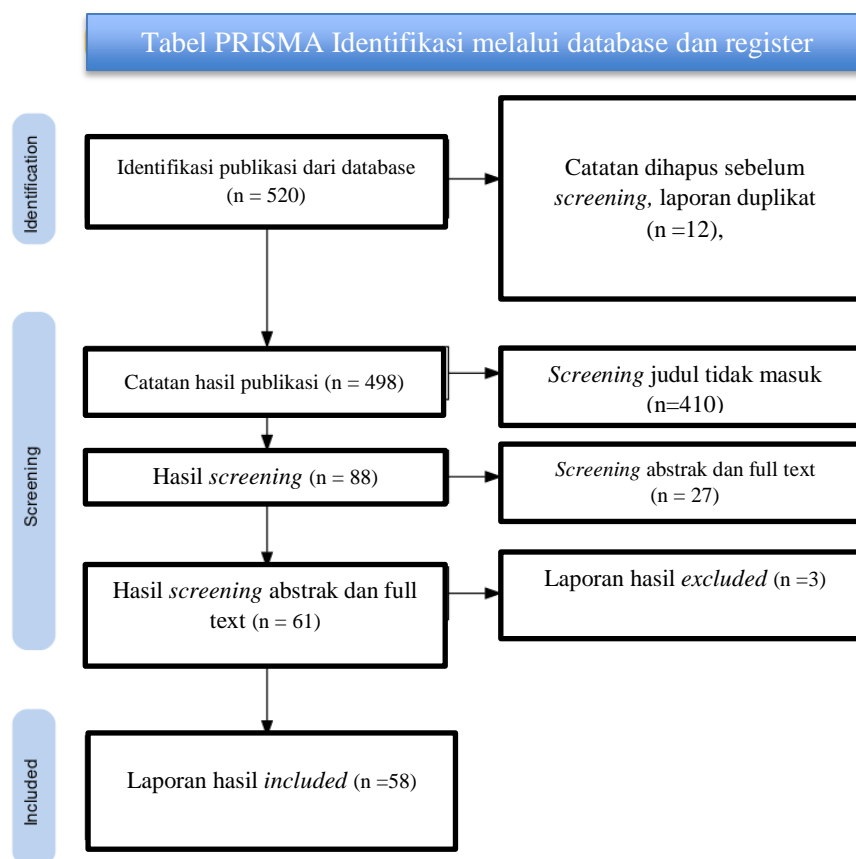 Tabel PRISMA Identifikasi melalui database dan register
Identification
Identifikasi publikasi dari database
(n = 520)
Catatan dihapus sebelum
screening, laporan duplikat
(n =12),
Screening
Catatan hasil publikasi (n = 498)
Screening judul tidak masuk
(n=410)
Hasil screening (n = 88)
Screening abstrak dan full text
(n = 27)
Hasil screening abstrak dan full
text (n = 61)
Laporan hasil excluded (n =3)
Included
Laporan hasil included (n =58)